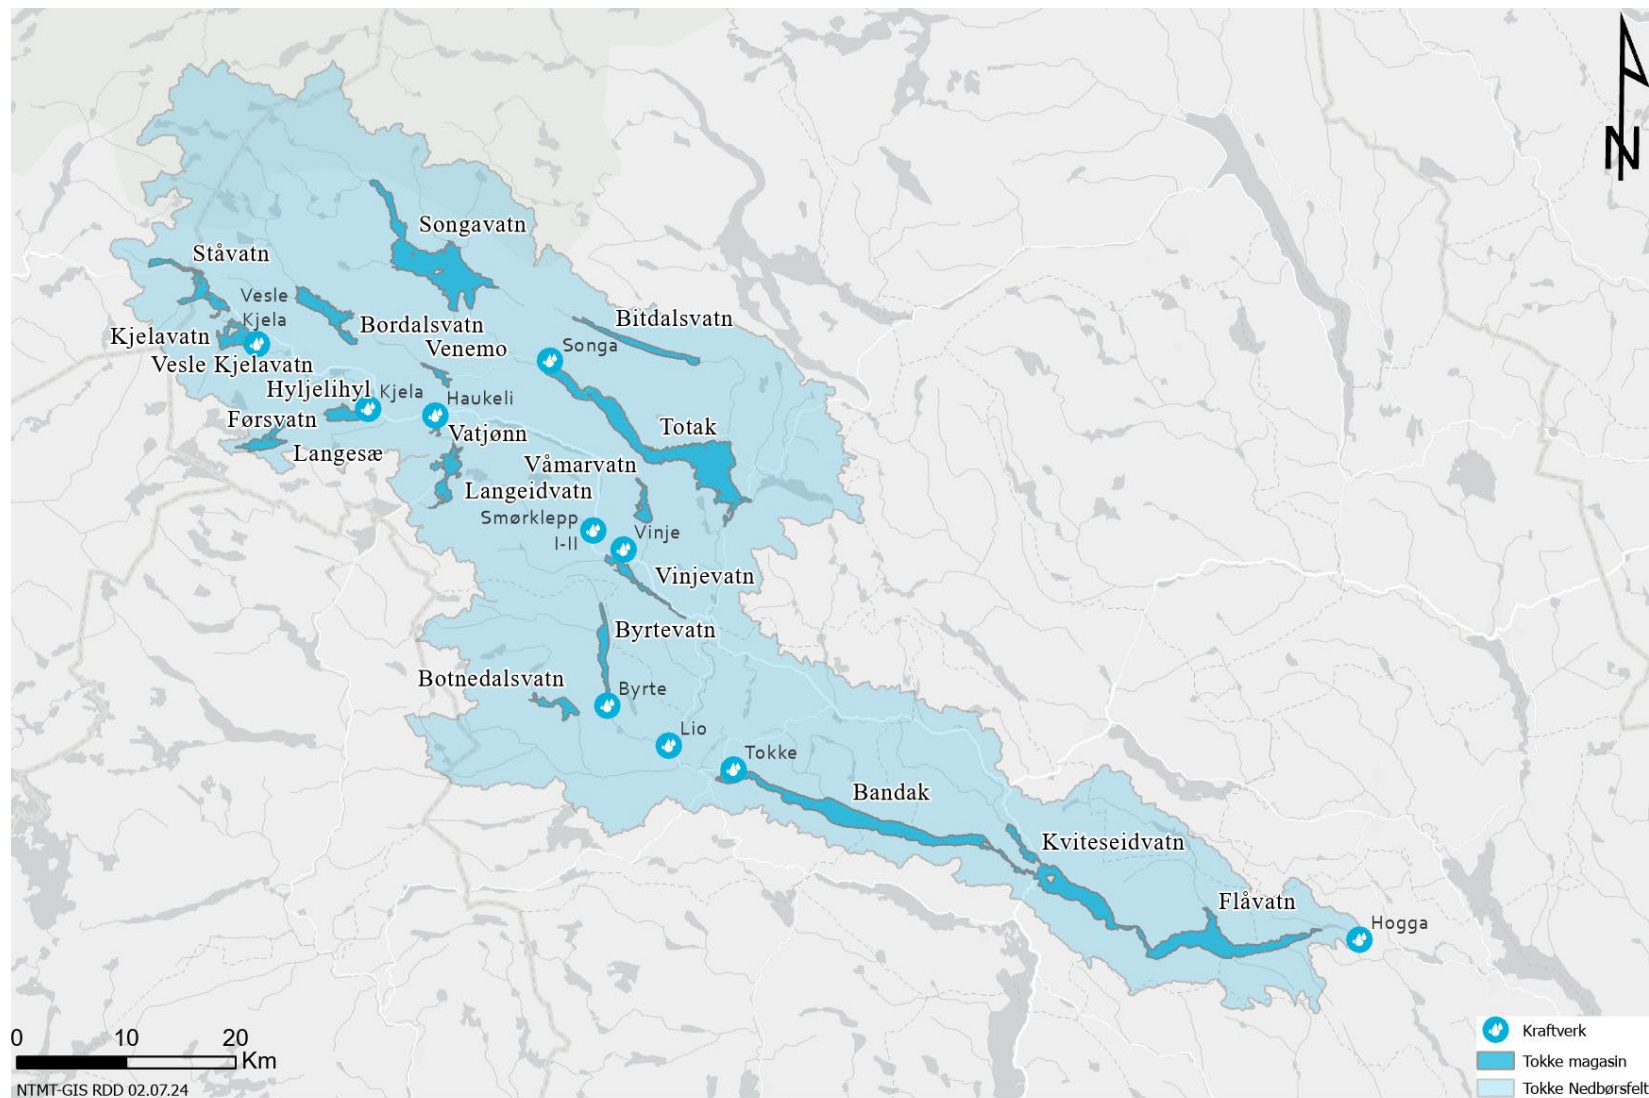 N
Songavatn
Ståvatn
Vesle
Kjela
Bordalsvatn
Bitdalsvatn
Kjelavatn
Venemo
Songa
Vesle Kjelavatn
Hyljelihyl
Kjela
Haukeli
Førsvatn
Vatjønn
Totak
Langesæ
Våmarvatn
Langeidvatn
Smørklepp
I-II
Vinje
Vinjevatn
Byrtevatn
Botnedalsvatn
Byrte
Lio
Tokke
Bandak
Kviteseidvatn
Flåvatn
Hogga
0 10 20
Km
NTMT-GIS RDD 02.07.24
Kraftverk
Tokke magasin
Tokke Nedbørsfelt